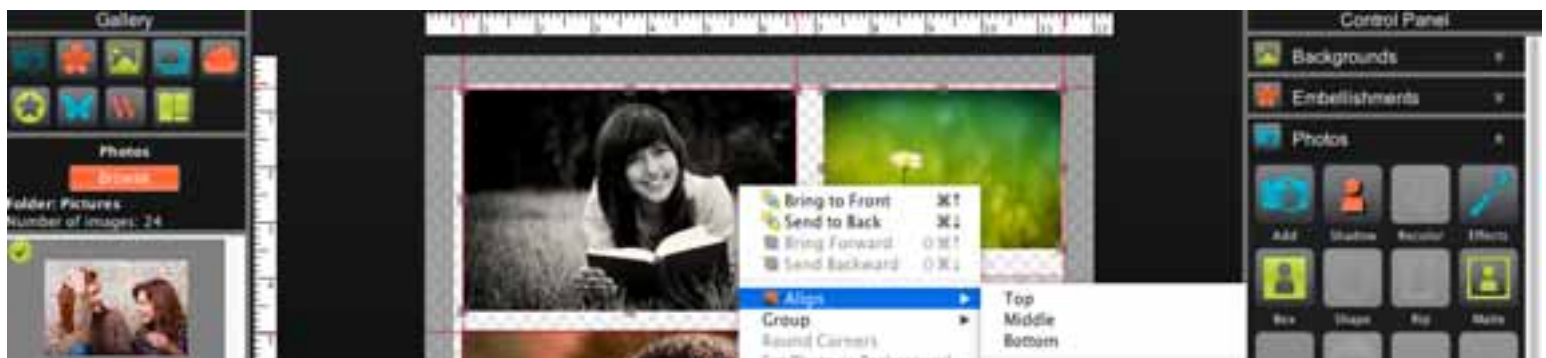 Gallery
Photos
Browse
Folder: Pictures
Number of images: 24
Bring to Front ⌘↑
Send to Back ⌘↓
Bring Forward ⇧⌘↑
Send Backward ⇧⌘↓
Align
Group
Round Corners
Top
Middle
Bottom
Control Panel
Backgrounds
Embellishments
Photos
Add Shadow Recolor Effects
Box Shape Rip Matte